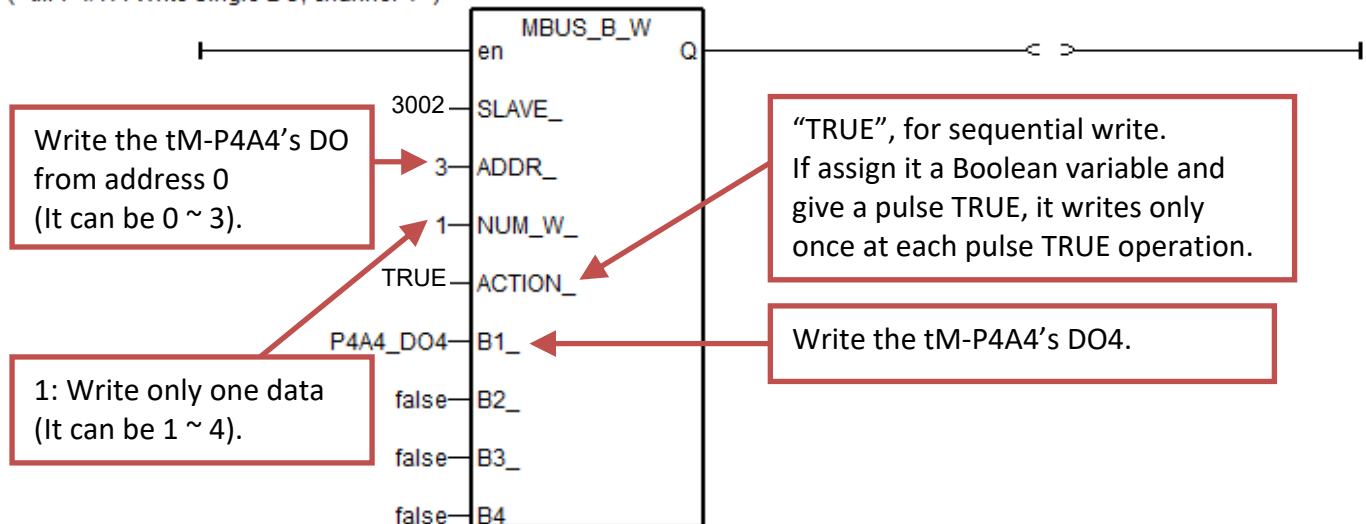 MBUS_B_W
en
Q
3002
SLAVE_
3
ADDR_
1
NUM_W_
TRUE
ACTION_
P4A4_DO4
B1_
false
B2_
false
B3_
false
B4
Write the tM-P4A4's DO
from address 0
(It can be 0 ~ 3).
1: Write only one data
(It can be 1 ~ 4).
“TRUE”, for sequential write.
If assign it a Boolean variable and
give a pulse TRUE, it writes only
once at each pulse TRUE operation.
Write the tM-P4A4's DO4.